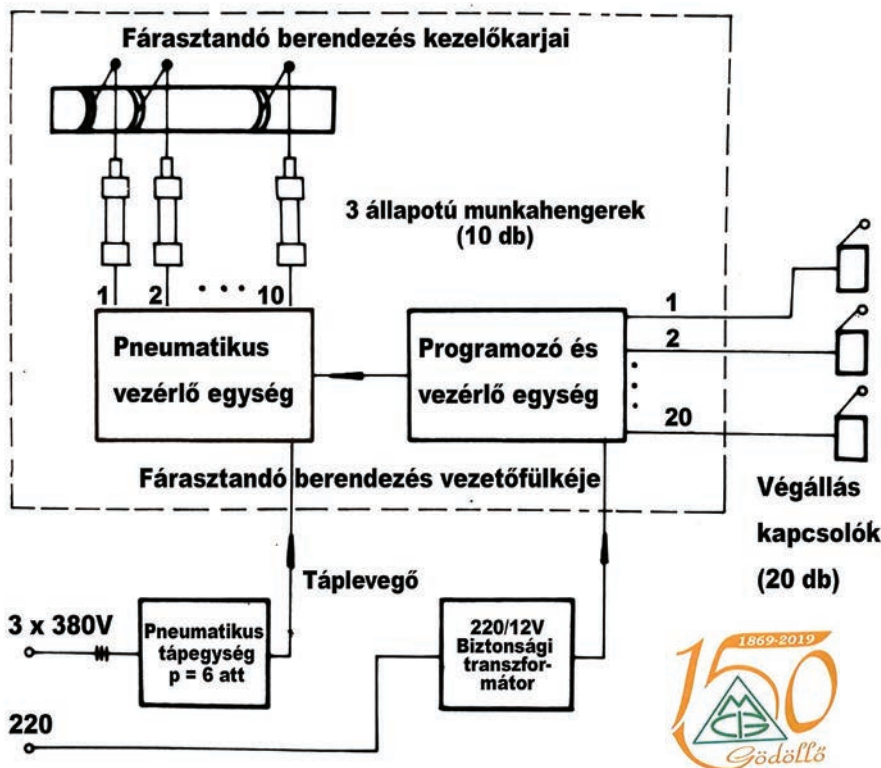 Fárasztandó berendezés kezelőkarjai
3 állapotú munkahengerek
(10 db)
1 2 • • • 10
Pneumatikus
vezérlő egység
Programozó és
vezérlő egység
1
2
20
Fárasztandó berendezés vezetőfülkéje
Végállás
kapcsolók
(20 db)
Táplevegő
3 x 380V
Pneumatikus
tápegység
p = 6 att
220/12V
Biztonsági
transzfor-
mátor
220
1869-2019
150
MGI
Gödöllő